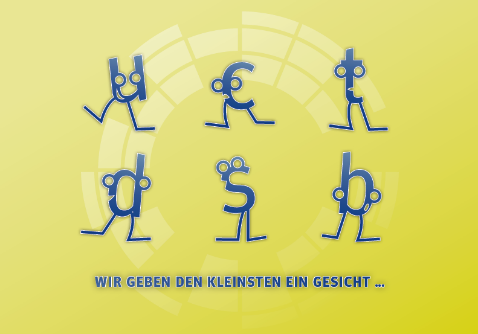 u c t
d s b
WIR GEBEN DEN KLEINSTEN EIN GESICHT ...